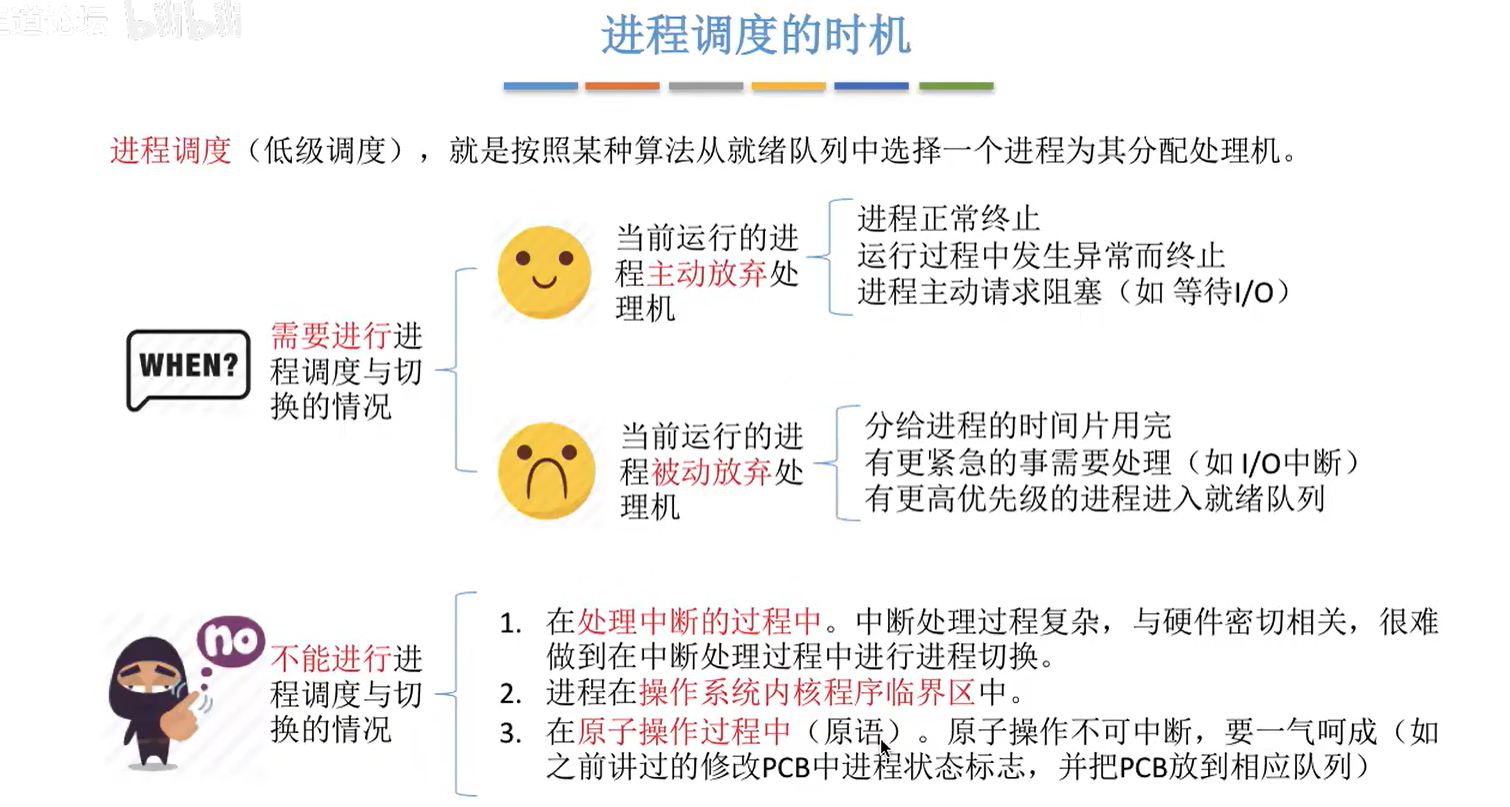 道论坛 bilibili
进程调度的时机
进程调度（低级调度），就是按照某种算法从就绪队列中选择一个进程为其分配处理机。
WHEN?
需要进行进
程调度与切
换的情况
当前运行的进
程主动放弃处
理机
进程正常终止
运行过程中发生异常而终止
进程主动请求阻塞（如 等待I/O）
当前运行的进
程被动放弃处
理机
分给进程的时间片用完
有更紧急的事需要处理（如 I/O中断）
有更高优先级的进程进入就绪队列
no
不能进行进
程调度与切
换的情况
1. 在处理中断的过程中。中断处理过程复杂，与硬件密切相关，很难
做到在中断处理过程中进行进程切换。
2. 进程在操作系统内核程序临界区中。
3. 在原子操作过程中（原语）。原子操作不可中断，要一气呵成（如
之前讲过的修改PCB中进程状态标志，并把PCB放到相应队列）